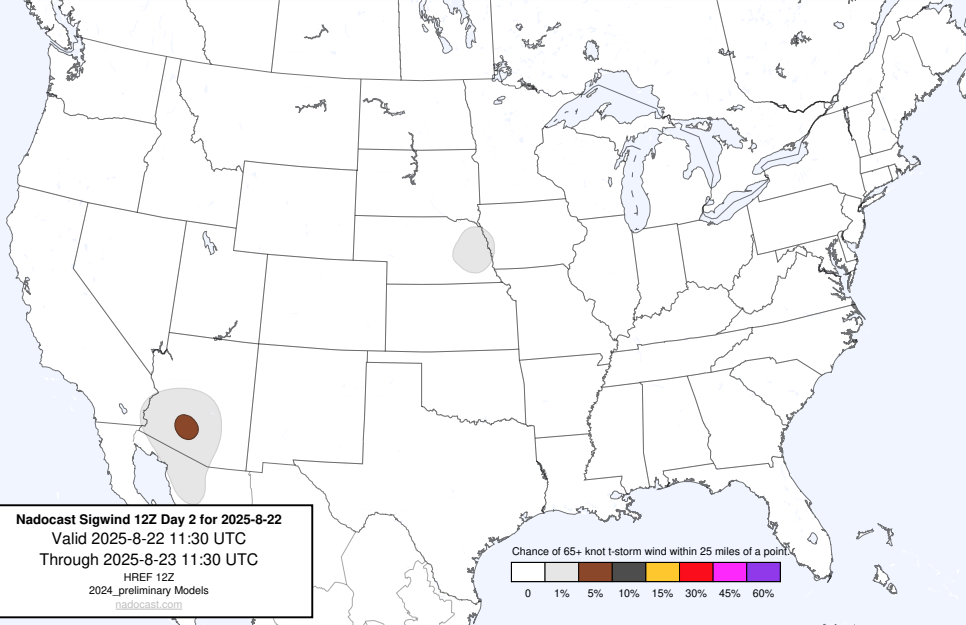 Nadocast Sigwind 12Z Day 2 for 2025-8-22
Valid 2025-8-22 11:30 UTC
Through 2025-8-23 11:30 UTC
HREF 12Z
2024_preliminary Models
nadocast.com
Chance of 65+ knot t-storm wind within 25 miles of a point.
0 1% 5% 10% 15% 30% 45% 60%